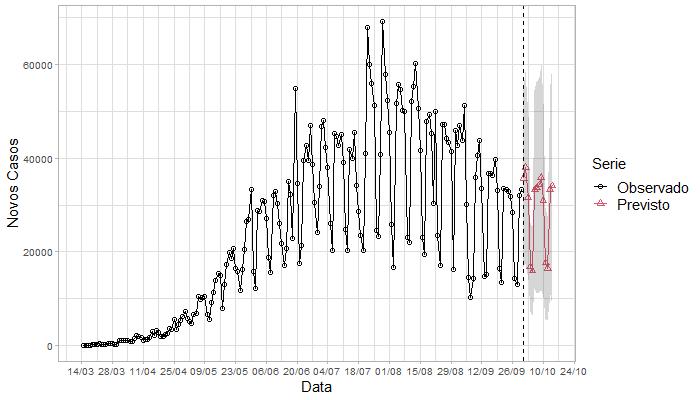 60000
40000
20000
0
Novos Casos
14/03 28/03 11/04 25/04 09/05 23/05 06/06 20/06 04/07 18/07 01/08 15/08 29/08 12/09 26/09 10/10 24/10
Data
Serie
Observado
Previsto